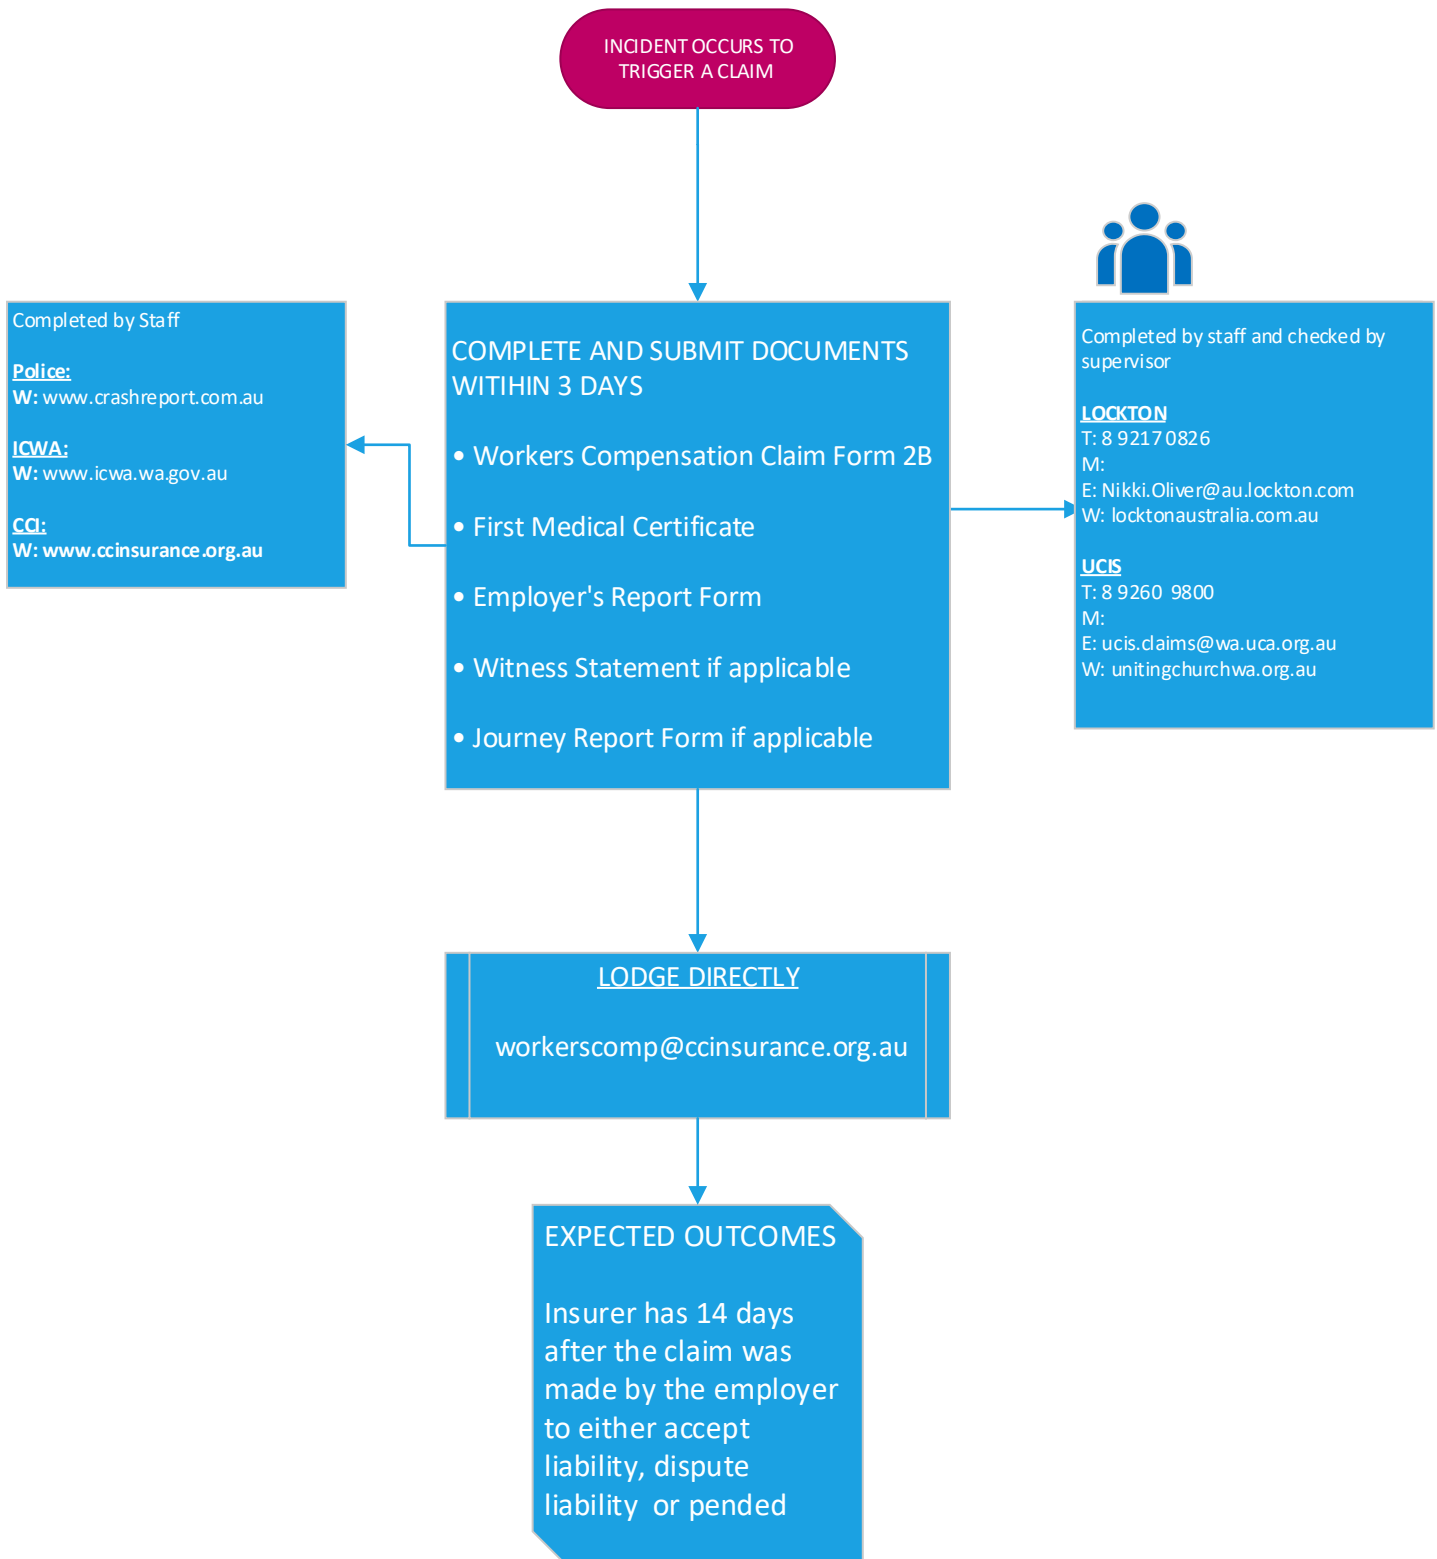 INCIDENT OCCURS TO
TRIGGER A CLAIM
Completed by Staff
Police:
W: www.crashreport.com.au
ICWA:
W: www.icwa.wa.gov.au
CCI:
W: www.ccinsurance.org.au
COMPLETE AND SUBMIT DOCUMENTS
WITIHIN 3 DAYS
• Workers Compensation Claim Form 2B
• First Medical Certificate
• Employer's Report Form
• Witness Statement if applicable
• Journey Report Form if applicable
Completed by staff and checked by
supervisor
LOCKTON
T: 8 9217 0826
M:
E: Nikki.Oliver@au.lockton.com
W: locktonaustralia.com.au
UCIS
T: 8 9260 9800
M:
E: ucis.claims@wa.uca.org.au
W: unitingchurchwa.org.au
LODGE DIRECTLY
workerscomp@ccinsurance.org.au
EXPECTED OUTCOMES
Insurer has 14 days
after the claim was
made by the employer
to either accept
liability, dispute
liability or pended